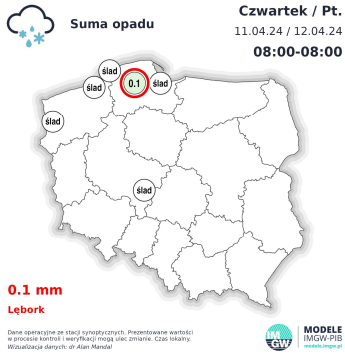 Suma opadu
Czwartek / Pt.
11.04.24 / 12.04.24
08:00-08:00
ślad
ślad
0.1
ślad
ślad
ślad
0.1 mm
Lębork
Dane operacyjne ze stacji synoptycznych. Prezentowane wartości
w procesie kontroli i weryfikacji mogą ulec zmianie. Czas lokalny.
Wizualizacja danych: dr Alan Mandal
IM
GW
MODELE
IMGW-PIB
modele.imgw.pl